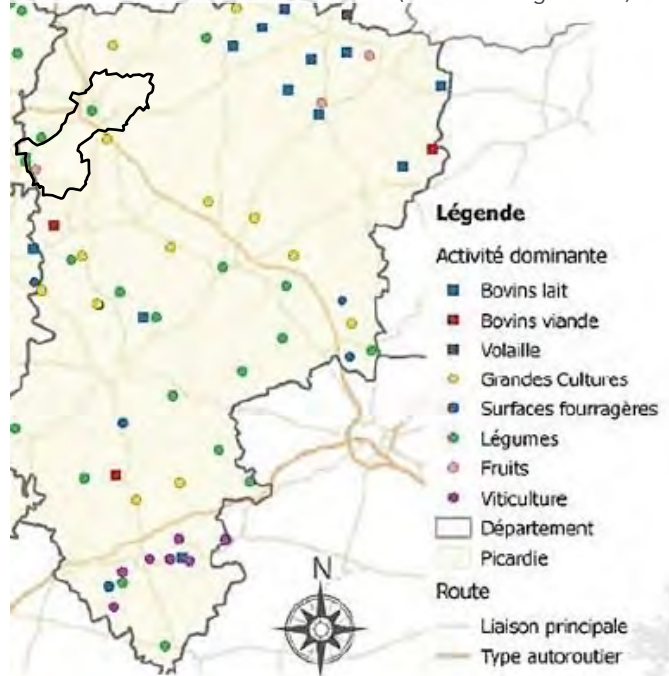 Légende
Activité dominante
Bovins lait
Bovins viande
Volaille
Grandes Cultures
Surfaces fourragères
Légumes
Fruits
Viticulture
Département
Picardie
Route
Liaison principale
Type autoroutier
N